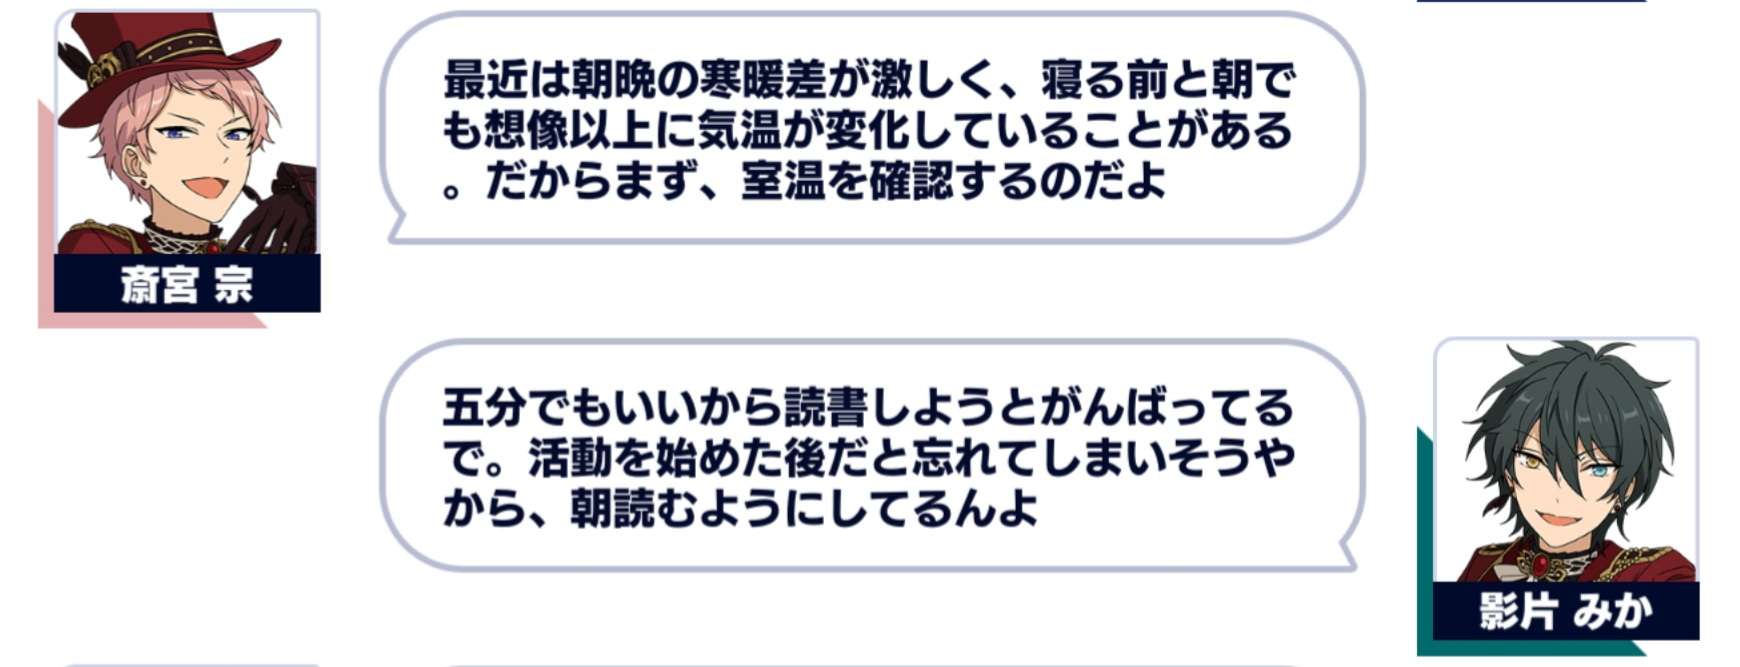 最近は朝晩の寒暖差が激しく、寝る前と朝で
も想像以上に気温が変化していることがある
。だからまず、室温を確認するのだよ
斎宮 宗
五分でもいいから読書しようとがんばってる
で。活動を始めた後だと忘れてしまいそうや
から、朝読むようにしてるんよ
影片 みか